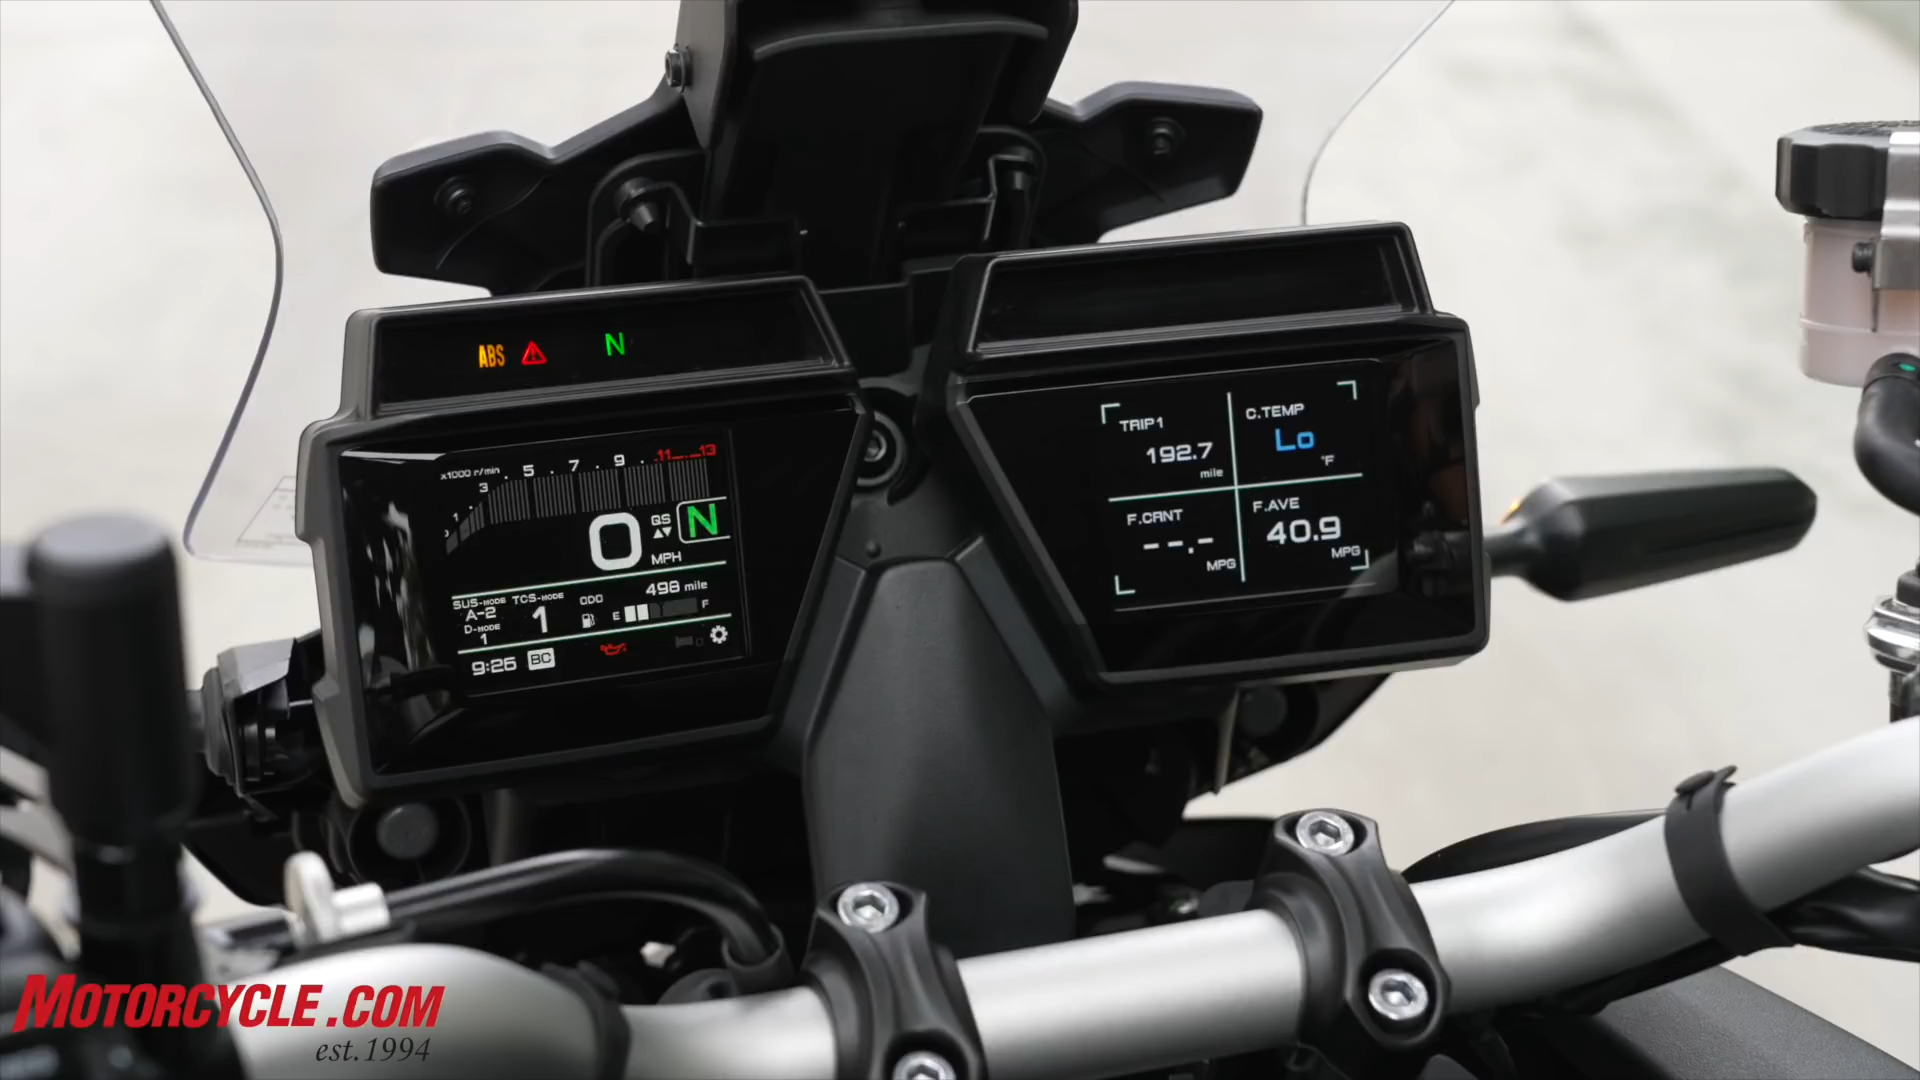 ABS N
x1000 r/min
1 3 5 7 9 11 13
0 QS N
MPH
SUS-MODE TCS-MODE ODO 498 mile
A-2 1 E F
D-MODE
1
9:26 BC
TRIP1
192.7
mile
C.TEMP
Lo
°F
F.CRNT
--.-
MPG
F.AVE
40.9
MPG
MOTORCYCLE.COM
est.1994